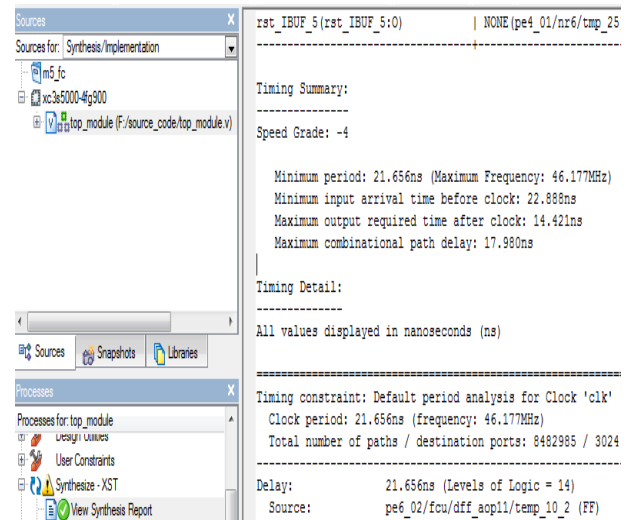 Sources
Sources for: Synthesis/Implementation
m5_fc
xc3s5000-4fg900
top_module (F:/source_code/top_module.v)
Sources Snapshots Libraries
Processes
Processes for: top_module
Design Utilities
User Constraints
Synthesize - XST
View Synthesis Report
rst_IBUF_5(rst_IBUF_5:O) | NONE(pe4_01/nr6/tmp_25
-----------------------------------+-----------------------
Timing Summary:
---------------
Speed Grade: -4
Minimum period: 21.656ns (Maximum Frequency: 46.177MHz)
Minimum input arrival time before clock: 22.888ns
Maximum output required time after clock: 14.421ns
Maximum combinational path delay: 17.980ns
Timing Detail:
--------------
All values displayed in nanoseconds (ns)
============================================================
Timing constraint: Default period analysis for Clock 'clk'
Clock period: 21.656ns (frequency: 46.177MHz)
Total number of paths / destination ports: 8482985 / 3024
------------------------------------------------------------
Delay: 21.656ns (Levels of Logic = 14)
Source: pe6_02/fcu/dff_aop11/temp_10_2 (FF)